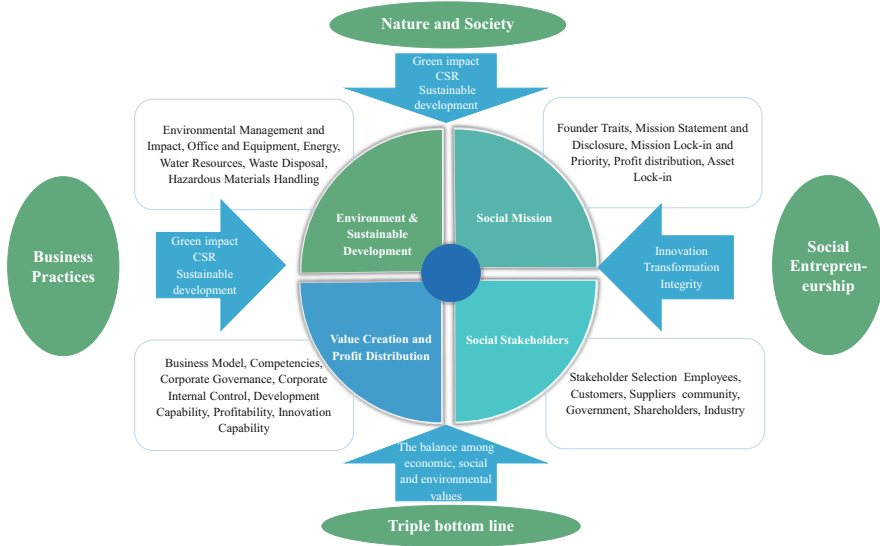 Nature and Society
Green impact
CSR
Sustainable
development
Environmental Management and
Impact, Office and Equipment, Energy,
Water Resources, Waste Disposal,
Hazardous Materials Handling
Founder Traits, Mission Statement and
Disclosure, Mission Lock-in and
Priority, Profit distribution, Asset
Lock-in
Environment &
Sustainable
Development
Social Mission
Business
Practices
Green impact
CSR
Sustainable
development
Innovation
Transformation
Integrity
Social
Entrepren-
eurship
Value Creation and
Profit Distribution
Social Stakeholders
Business Model, Competencies,
Corporate Governance, Corporate
Internal Control, Development
Capability, Profitability, Innovation
Capability
Stakeholder Selection Employees,
Customers, Suppliers community,
Government, Shareholders, Industry
The balance among
economic, social
and environmental
values
Triple bottom line